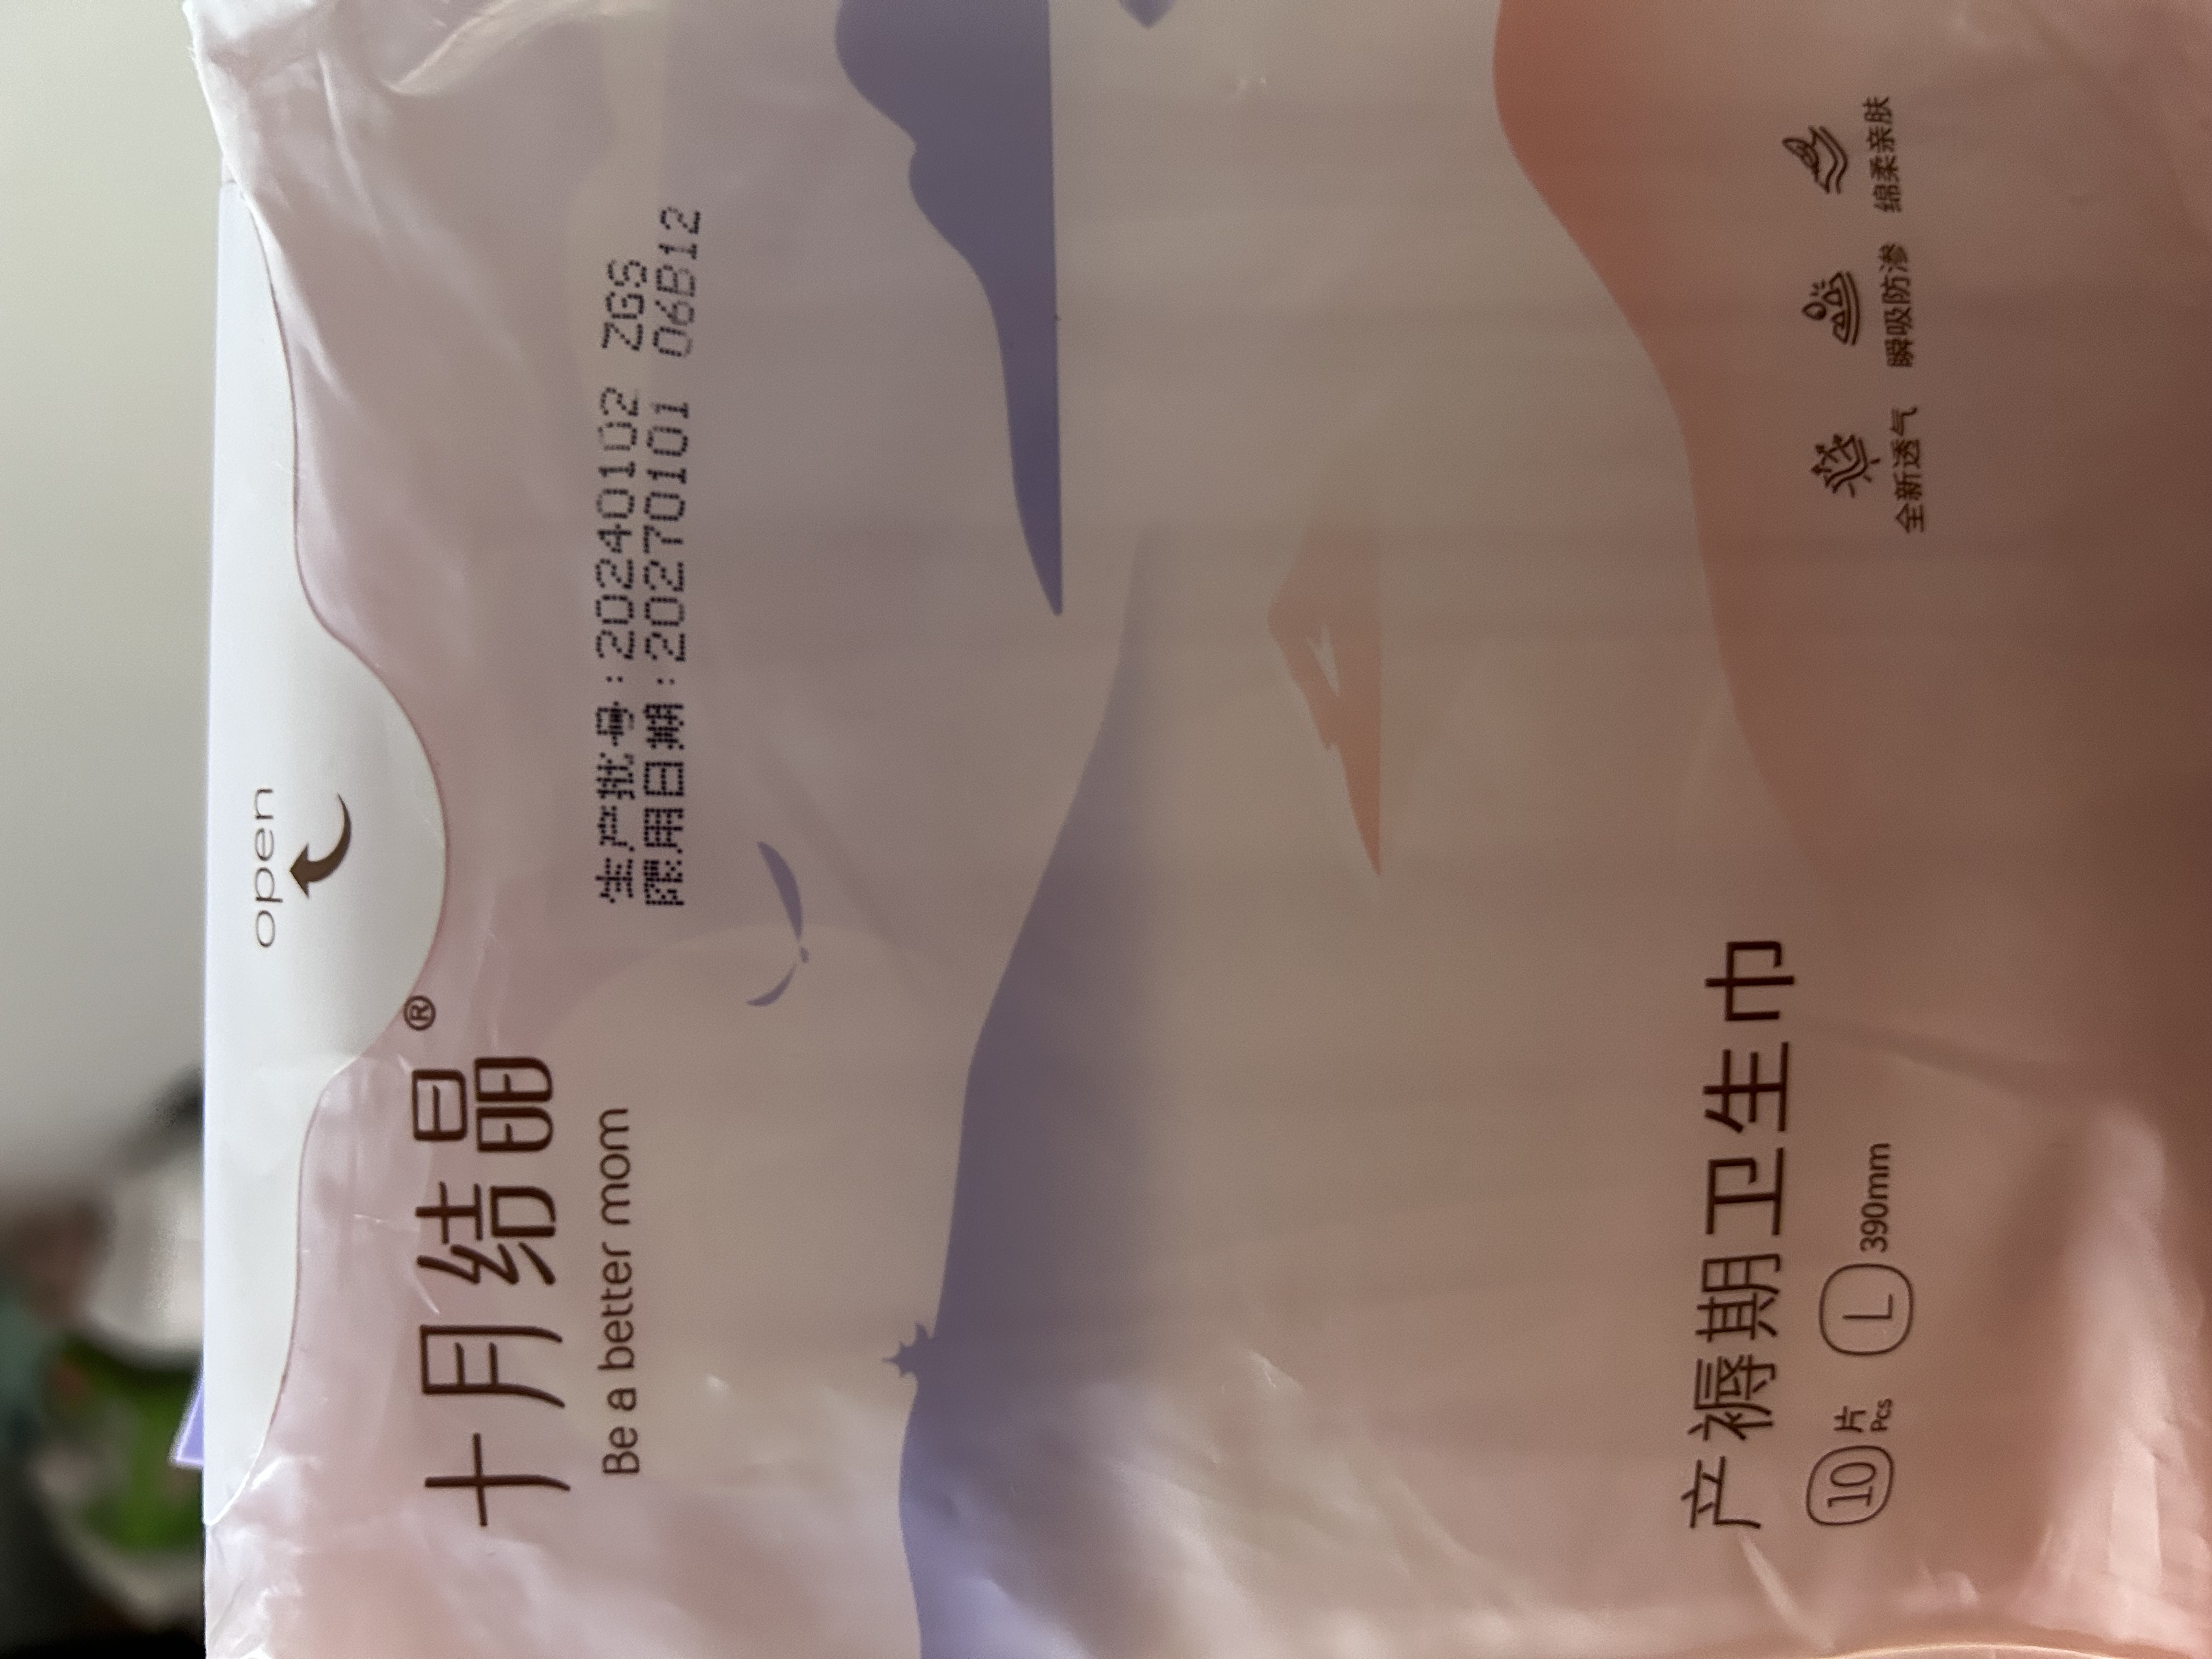 open
十月结晶®
Be a better mom
生产批号:20240102 ZGS
限用日期:20270101 06B12
产褥期卫生巾
10 片 Pcs L 390mm
全新透气 瞬吸防渗 绵柔亲肤